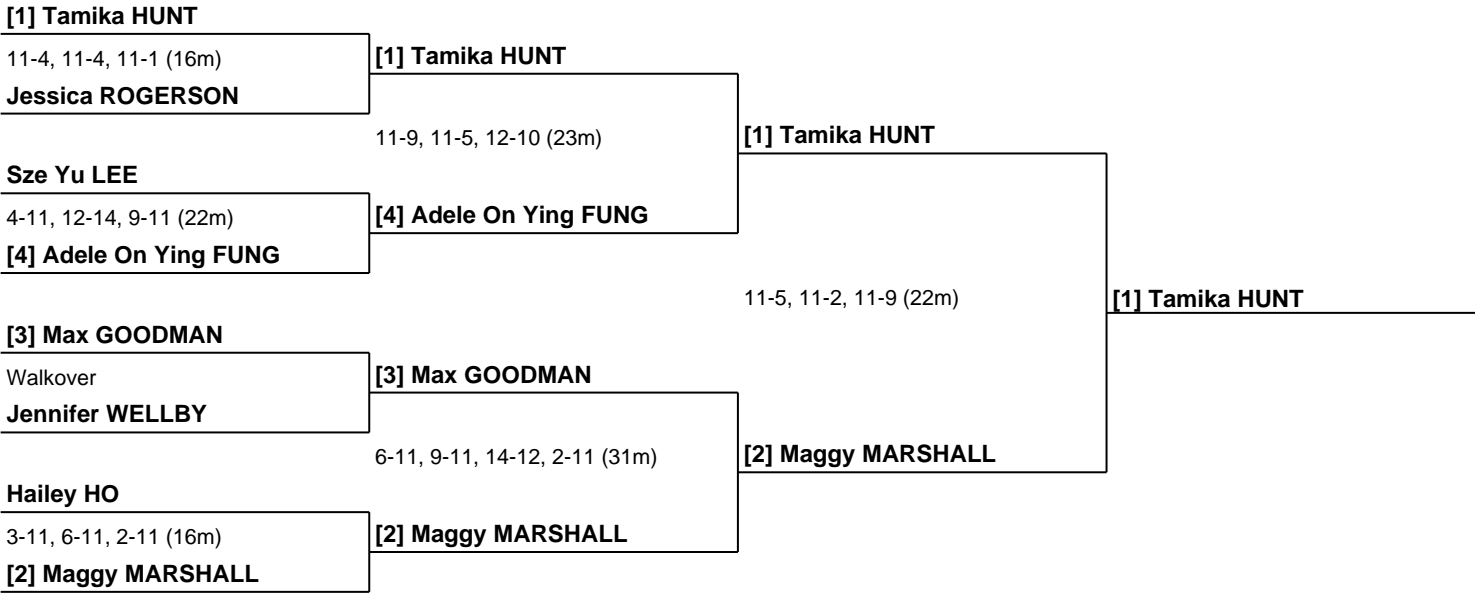 [1] Tamika HUNT
11-4, 11-4, 11-1 (16m)
[1] Tamika HUNT
Jessica ROGERSON
11-9, 11-5, 12-10 (23m)
[1] Tamika HUNT
Sze Yu LEE
4-11, 12-14, 9-11 (22m)
[4] Adele On Ying FUNG
[4] Adele On Ying FUNG
11-5, 11-2, 11-9 (22m)
[1] Tamika HUNT
[3] Max GOODMAN
Walkover
[3] Max GOODMAN
Jennifer WELLBY
6-11, 9-11, 14-12, 2-11 (31m)
[2] Maggy MARSHALL
Hailey HO
3-11, 6-11, 2-11 (16m)
[2] Maggy MARSHALL
[2] Maggy MARSHALL